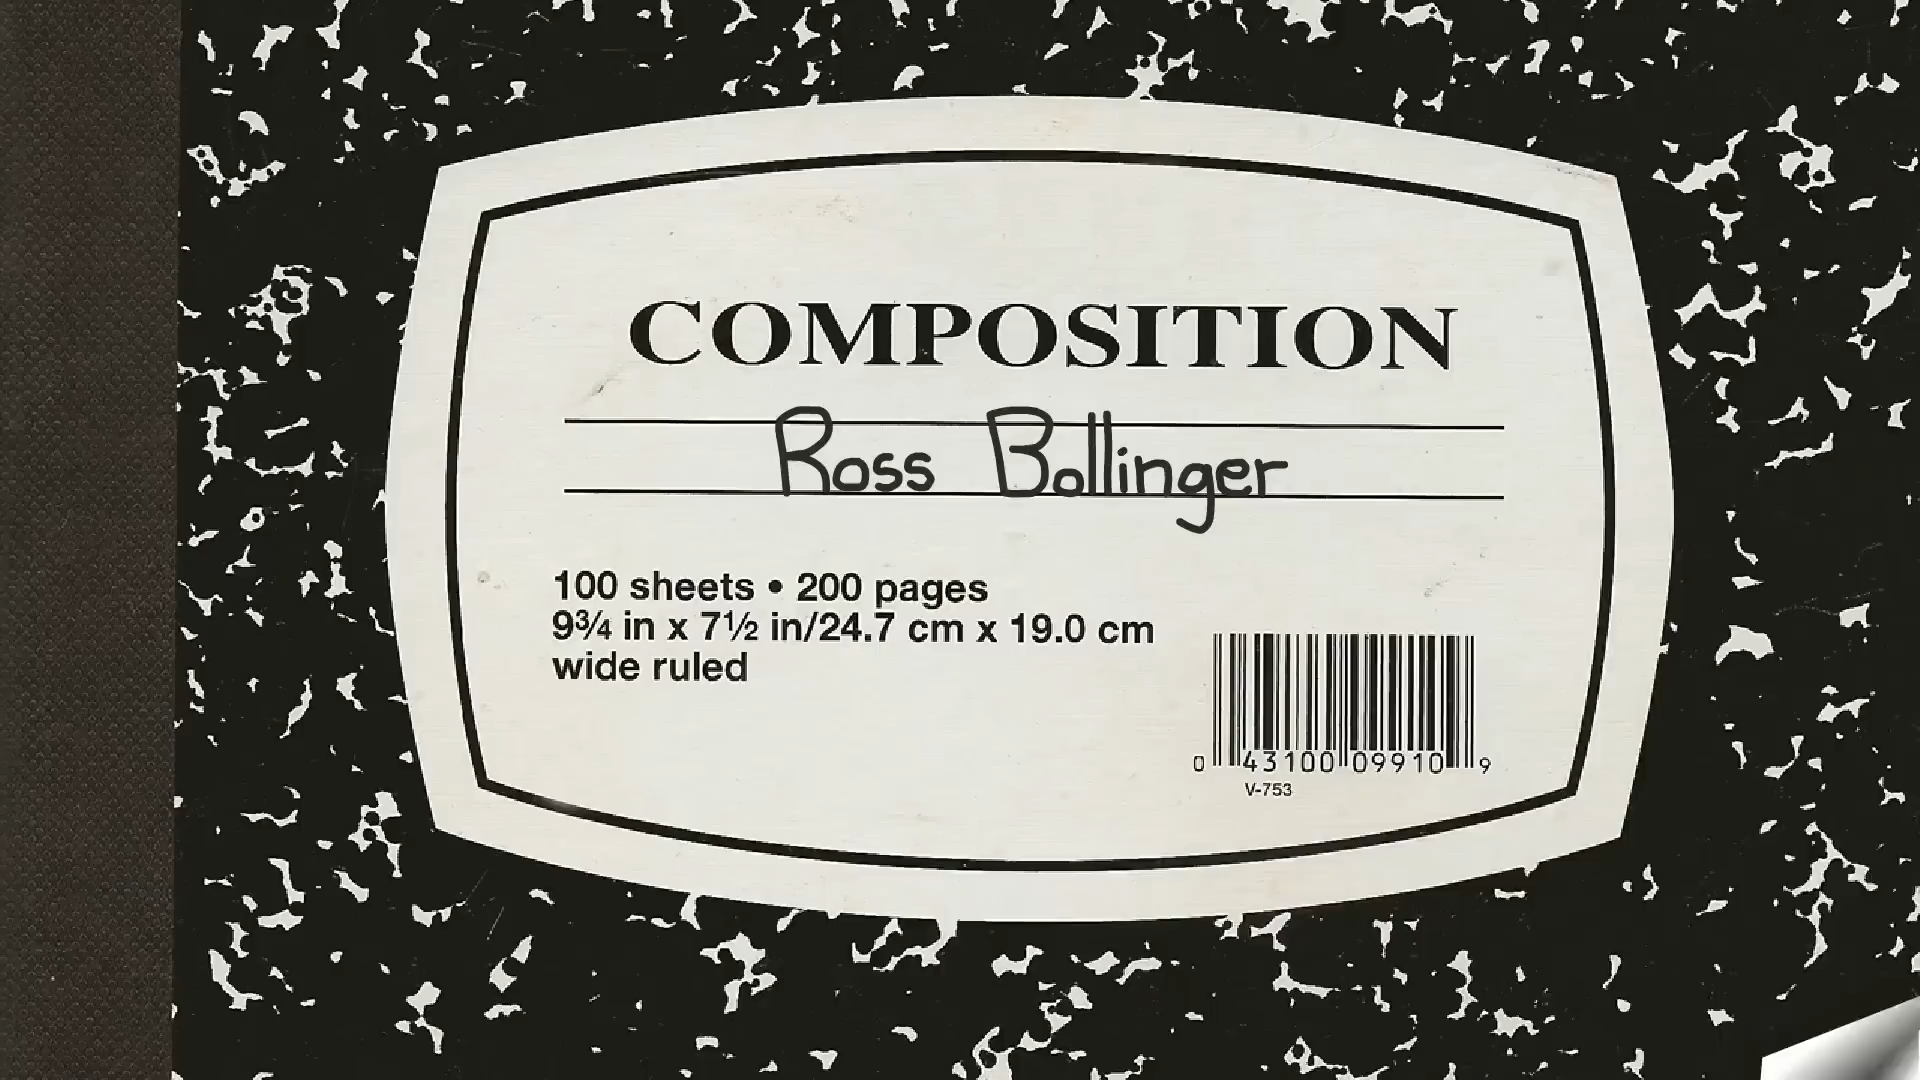 COMPOSITION
Ross Bollinger
100 sheets • 200 pages
9¾ in x 7½ in/24.7 cm x 19.0 cm
wide ruled
0 43100 09910 9
V-753